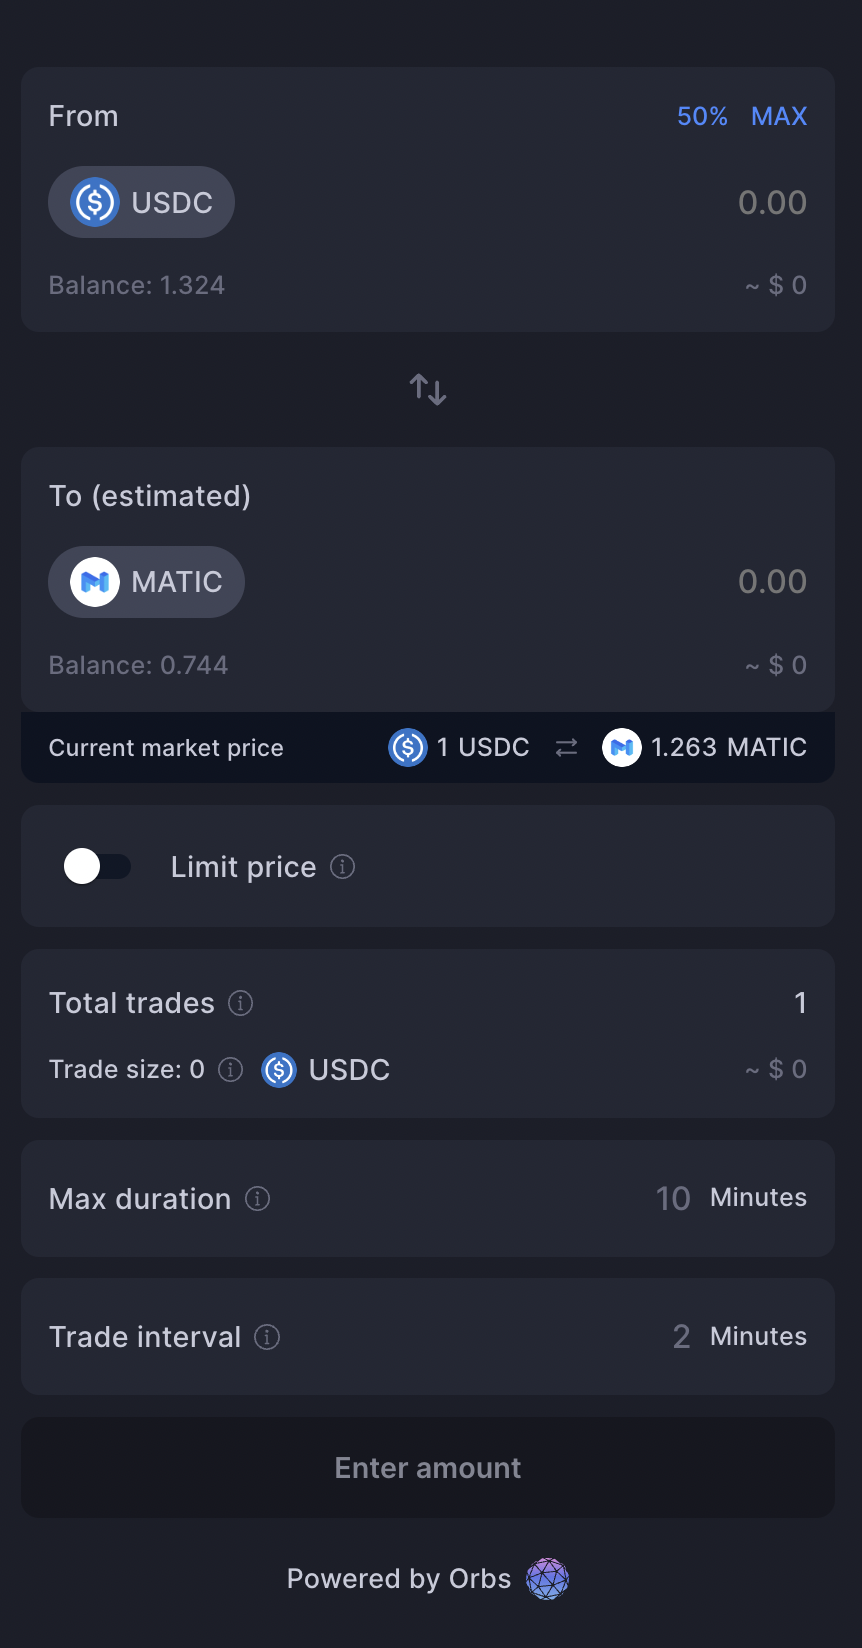 From 50% MAX
USDC 0.00
Balance: 1.324 ~ $ 0
To (estimated)
MATIC 0.00
Balance: 0.744 ~ $ 0
Current market price 1 USDC 1.263 MATIC
Limit price
Total trades 1
Trade size: 0 USDC ~ $ 0
Max duration 10 Minutes
Trade interval 2 Minutes
Enter amount
Powered by Orbs